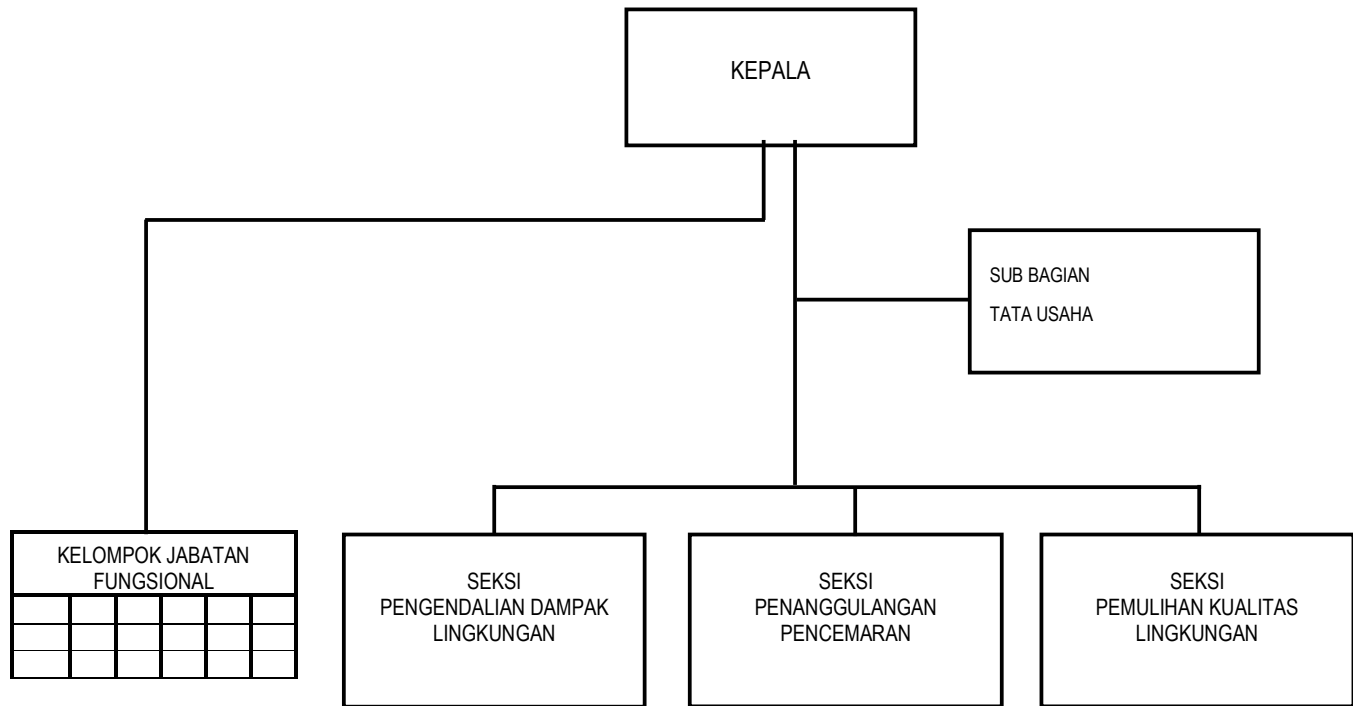 KEPALA
SUB BAGIAN
TATA USAHA
KELOMPOK JABATAN
FUNGSIONAL
SEKSI
PENGENDALIAN DAMPAK
LINGKUNGAN
SEKSI
PENANGGULANGAN
PENCEMARAN
SEKSI
PEMULIHAN KUALITAS
LINGKUNGAN